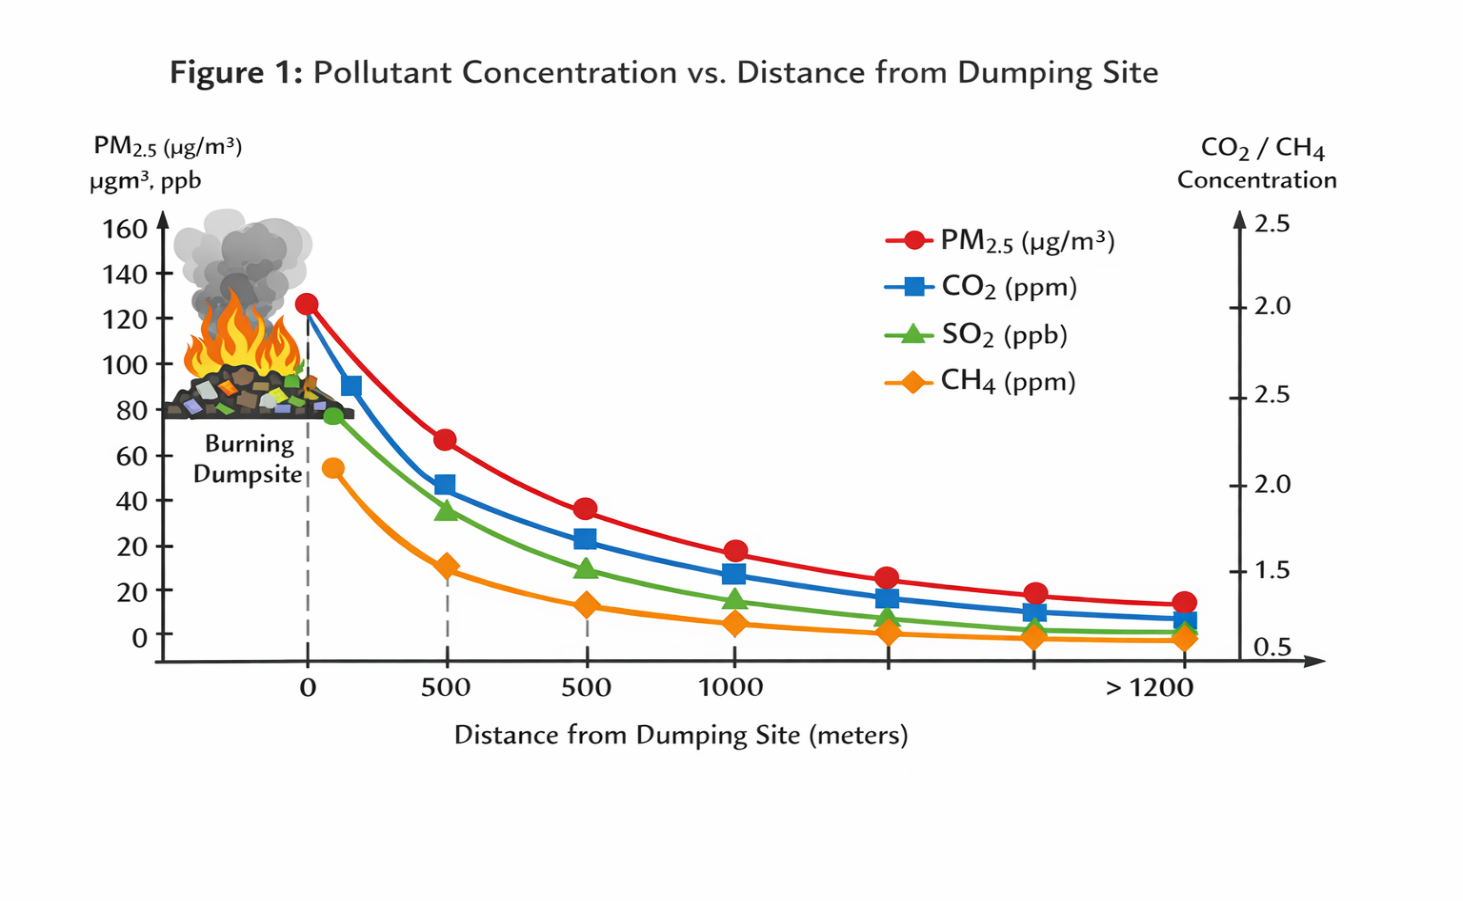 Figure 1: Pollutant Concentration vs. Distance from Dumping Site
PM2.5 (µg/m³)
µgm³, ppb
CO2 / CH4
Concentration
160
140
120
100
80
60
40
20
20
0
2.5
2.0
2.5
2.0
1.5
0.5
PM2.5 (µg/m³)
CO2 (ppm)
SO2 (ppb)
CH4 (ppm)
Burning
Dumpsite
0 500 500 1000 > 1200
Distance from Dumping Site (meters)